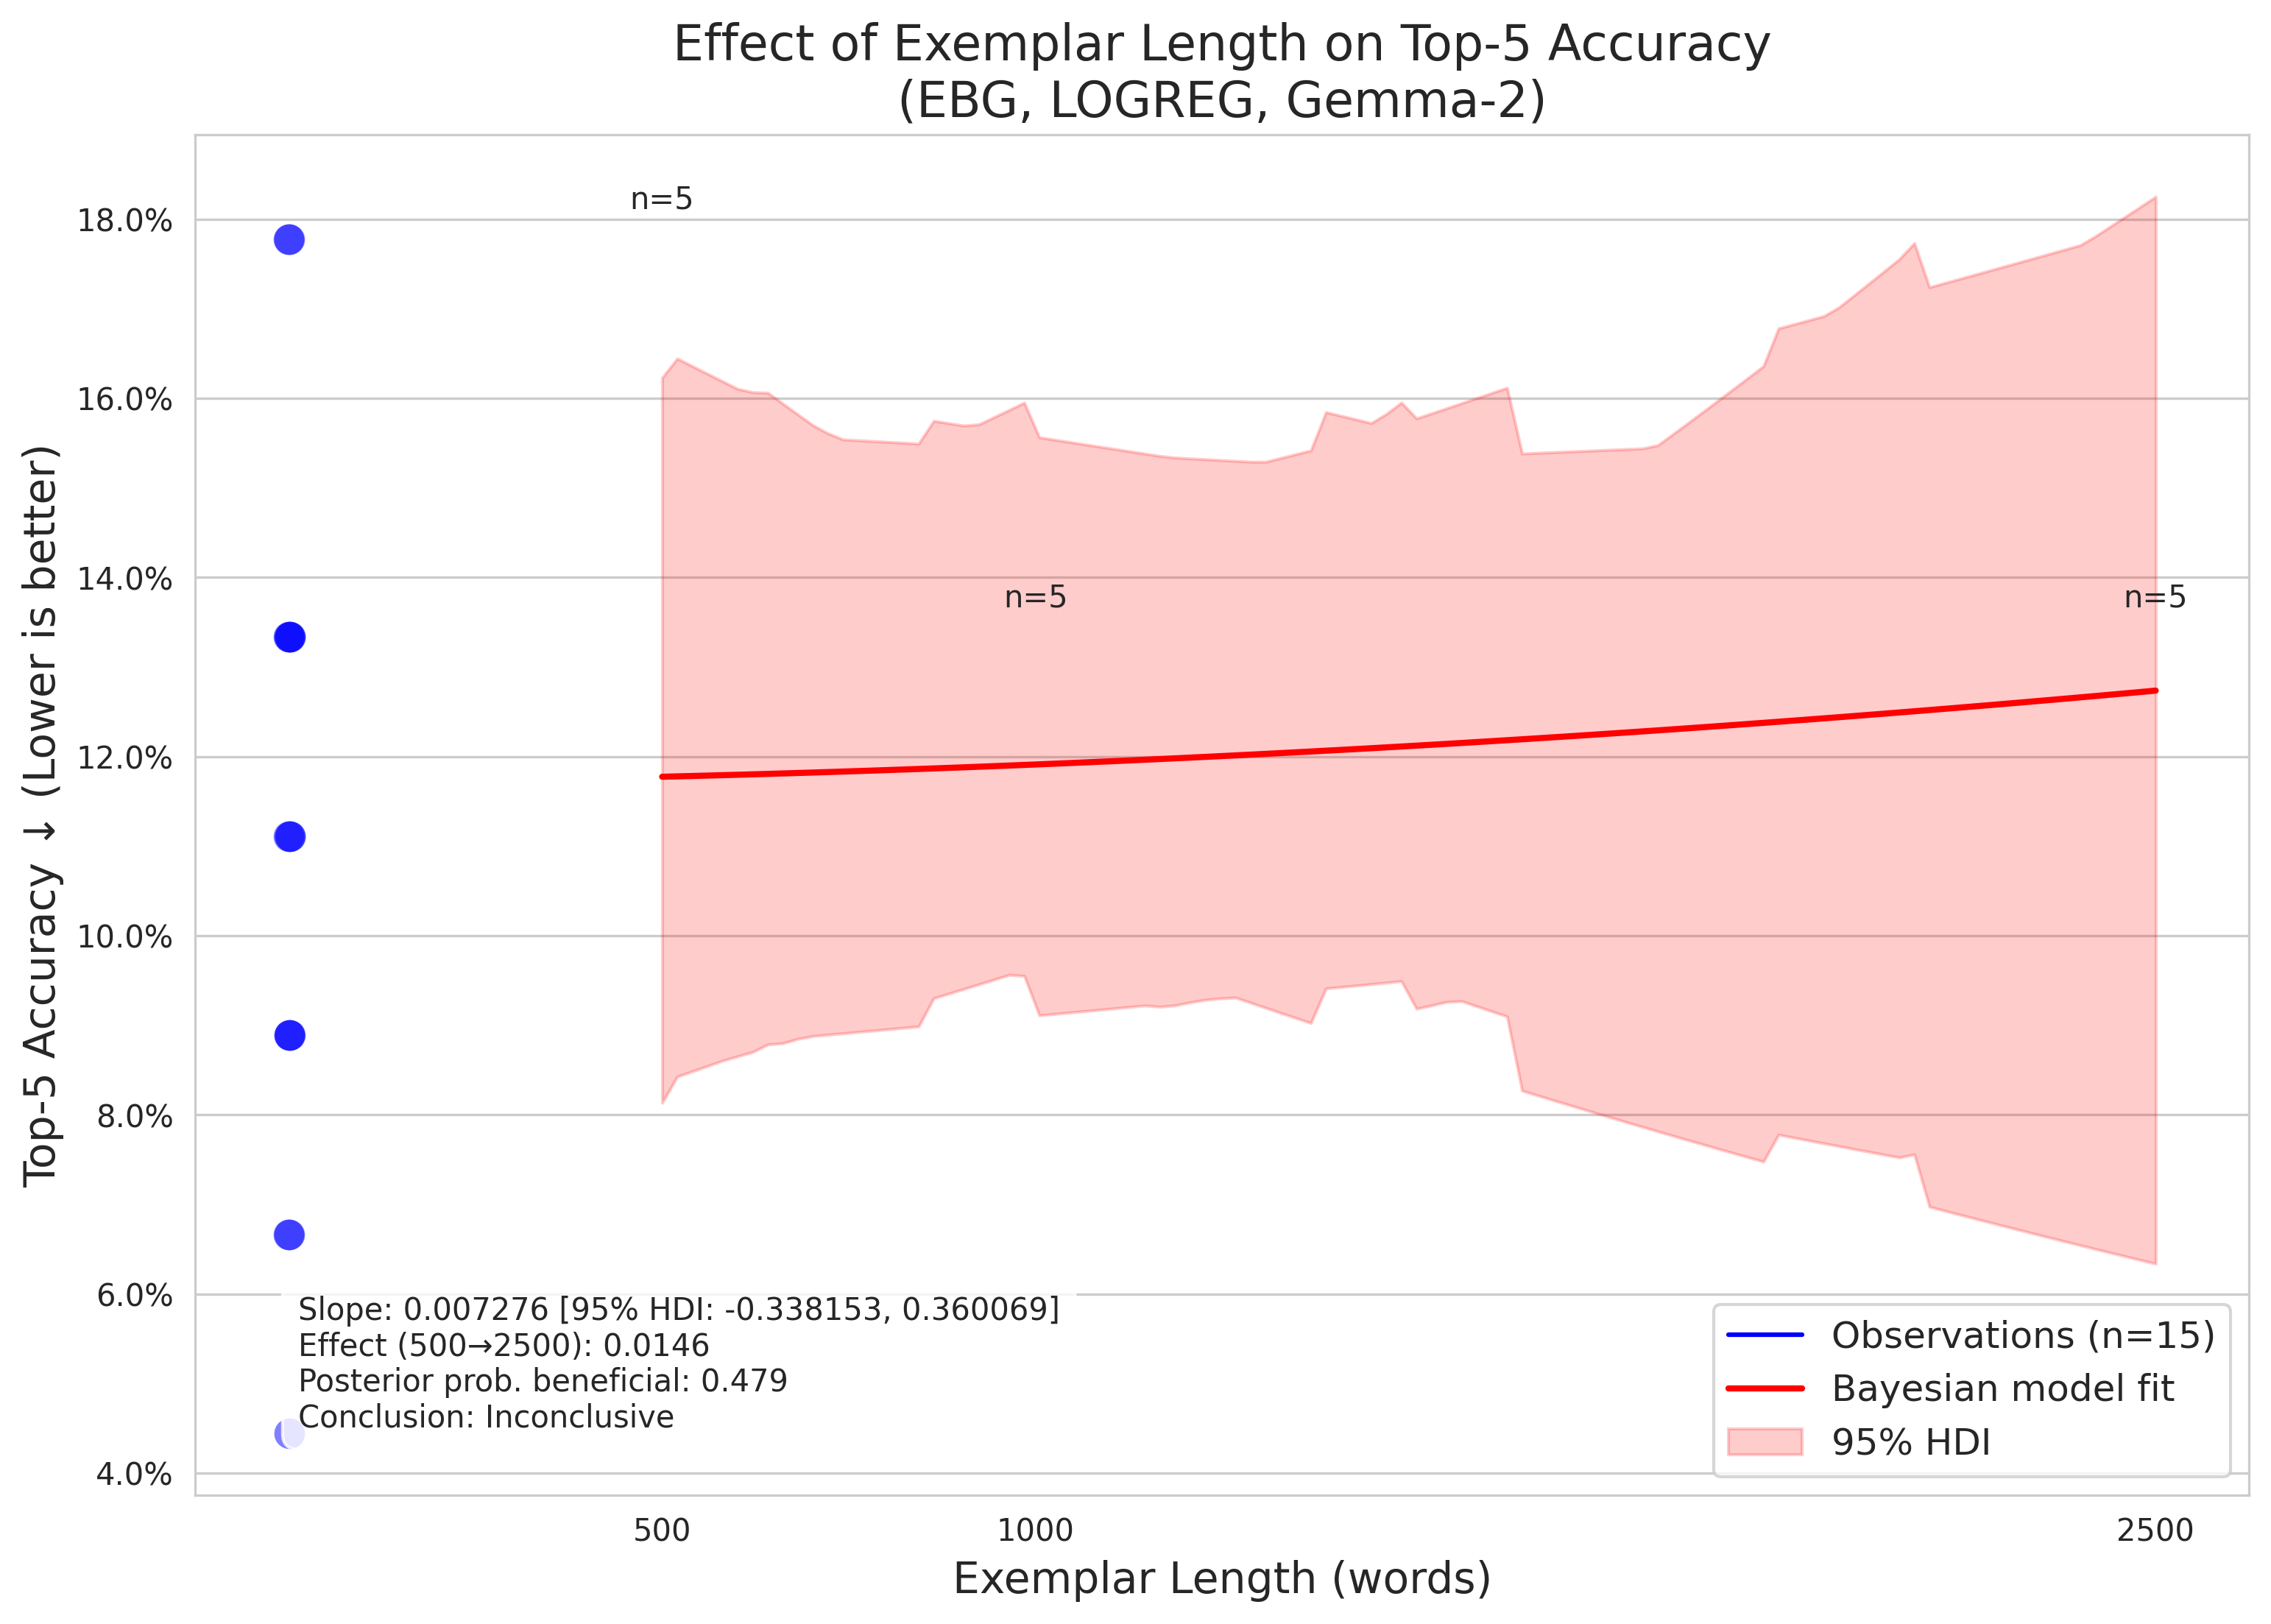 Effect of Exemplar Length on Top-5 Accuracy
(EBG, LOGREG, Gemma-2)
Top-5 Accuracy ↓ (Lower is better)
18.0%
16.0%
14.0%
12.0%
10.0%
8.0%
6.0%
4.0%
n=5
n=5
n=5
Slope: 0.007276 [95% HDI: -0.338153, 0.360069]
Effect (500→2500): 0.0146
Posterior prob. beneficial: 0.479
Conclusion: Inconclusive
Observations (n=15)
Bayesian model fit
95% HDI
500
1000
2500
Exemplar Length (words)